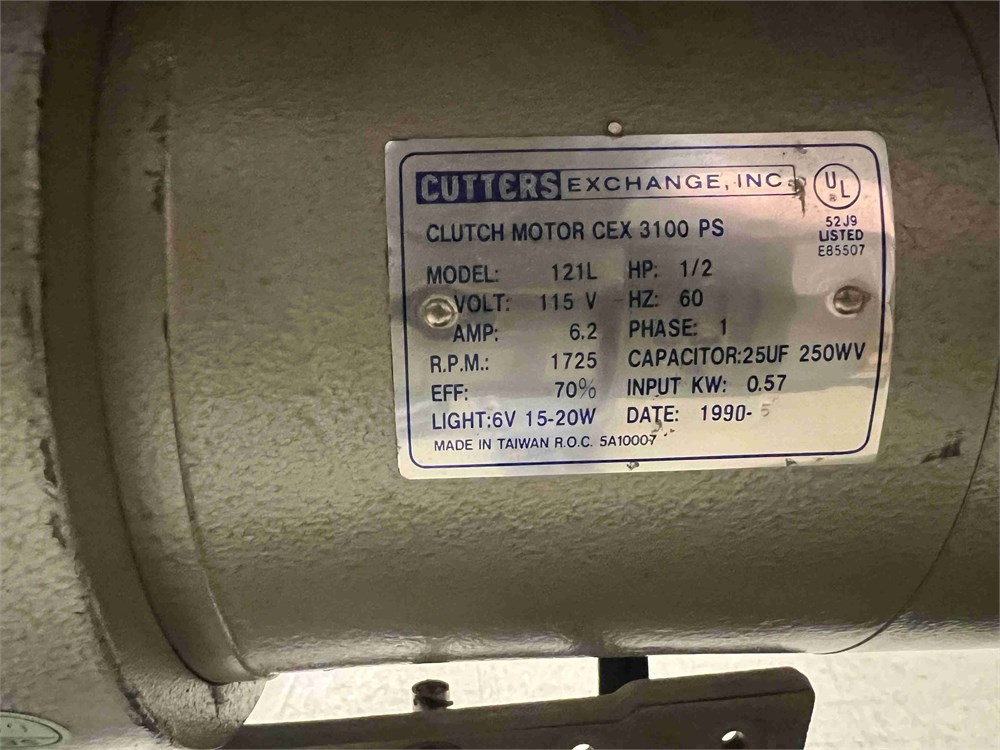 CUTTERS EXCHANGE, INC.
UL
®
52J9
LISTED
E85507
CLUTCH MOTOR CEX 3100 PS
MODEL: 121L HP: 1/2
VOLT: 115 V HZ: 60
AMP: 6.2 PHASE: 1
R.P.M.: 1725 CAPACITOR:25UF 250WV
EFF: 70% INPUT KW: 0.57
LIGHT:6V 15-20W DATE: 1990- 5
MADE IN TAIWAN R.O.C. 5A10007